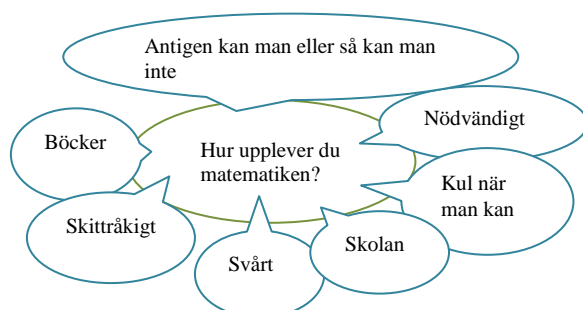 Antigen kan man eller så kan man
inte
Nödvändigt
Böcker
Hur upplever du
matematiken?
Kul när
man kan
Skittråkigt
Skolan
Svårt